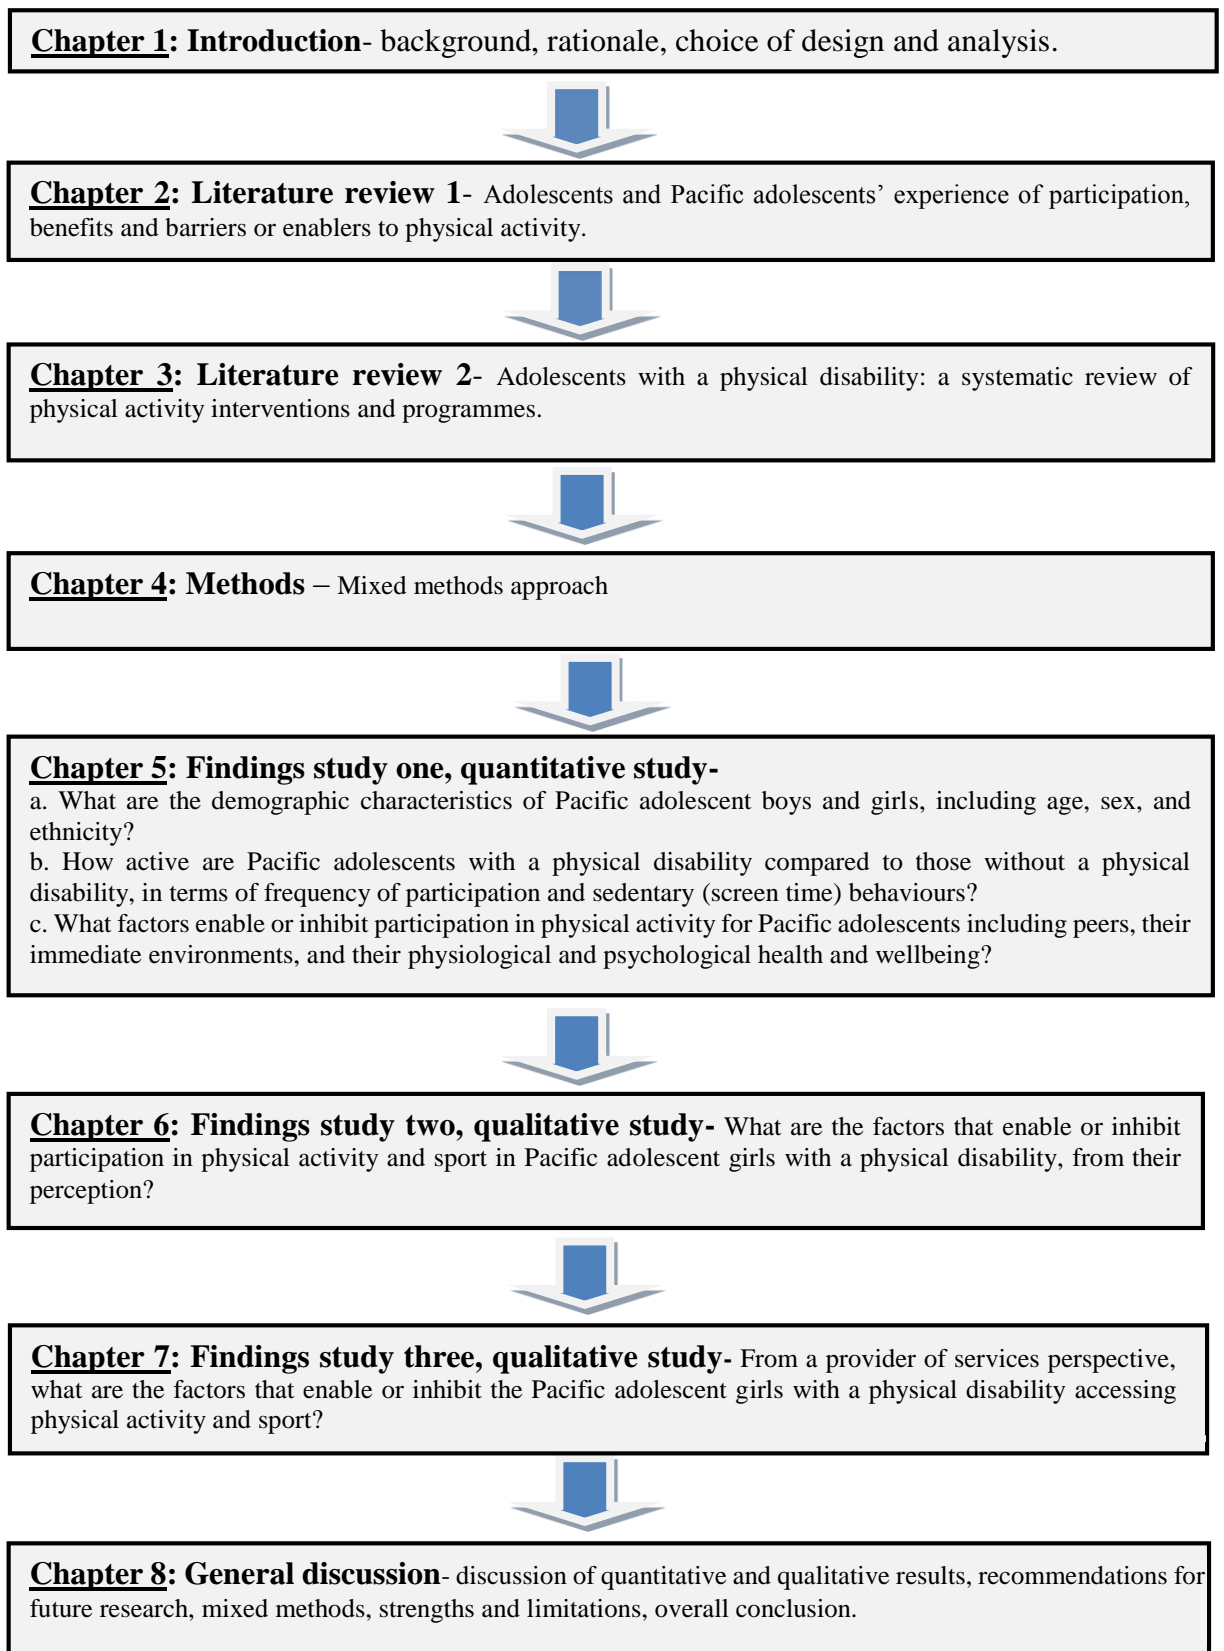 Chapter 1: Introduction- background, rationale, choice of design and analysis.
Chapter 2: Literature review 1- Adolescents and Pacific adolescents’ experience of participation,
benefits and barriers or enablers to physical activity.
Chapter 3: Literature review 2- Adolescents with a physical disability: a systematic review of
physical activity interventions and programmes.
Chapter 4: Methods – Mixed methods approach
Chapter 5: Findings study one, quantitative study-
a. What are the demographic characteristics of Pacific adolescent boys and girls, including age, sex, and
ethnicity?
b. How active are Pacific adolescents with a physical disability compared to those without a physical
disability, in terms of frequency of participation and sedentary (screen time) behaviours?
c. What factors enable or inhibit participation in physical activity for Pacific adolescents including peers, their
immediate environments, and their physiological and psychological health and wellbeing?
Chapter 6: Findings study two, qualitative study- What are the factors that enable or inhibit
participation in physical activity and sport in Pacific adolescent girls with a physical disability, from their
perception?
Chapter 7: Findings study three, qualitative study- From a provider of services perspective,
what are the factors that enable or inhibit the Pacific adolescent girls with a physical disability accessing
physical activity and sport?
Chapter 8: General discussion- discussion of quantitative and qualitative results, recommendations for
future research, mixed methods, strengths and limitations, overall conclusion.